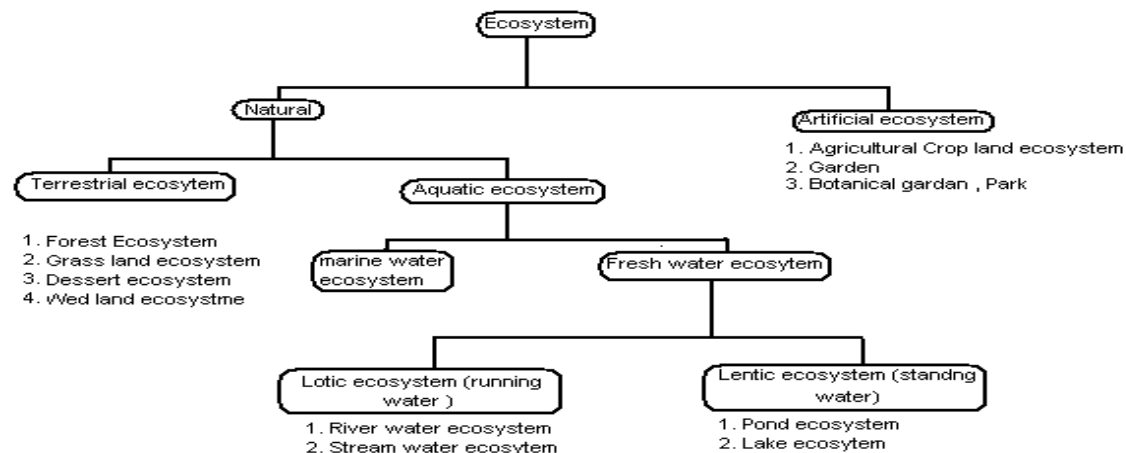 Ecosystem
Natural
Artificial ecosystem
1. Agricultural Crop land ecosystem
2. Garden
3. Botanical gardan , Park
Terrestrial ecosytem
Aquatic ecosystem
1. Forest Ecosystem
2. Grass land ecosystem
3. Dessert ecosystem
4. Wed land ecosystme
marine water
ecosystem
Fresh water ecosytem
Lotic ecosystem (running
water )
Lentic ecosystem (standng
water)
1. River water ecosystem
2. Stream water ecosytem
1. Pond ecosystem
2. Lake ecosytem